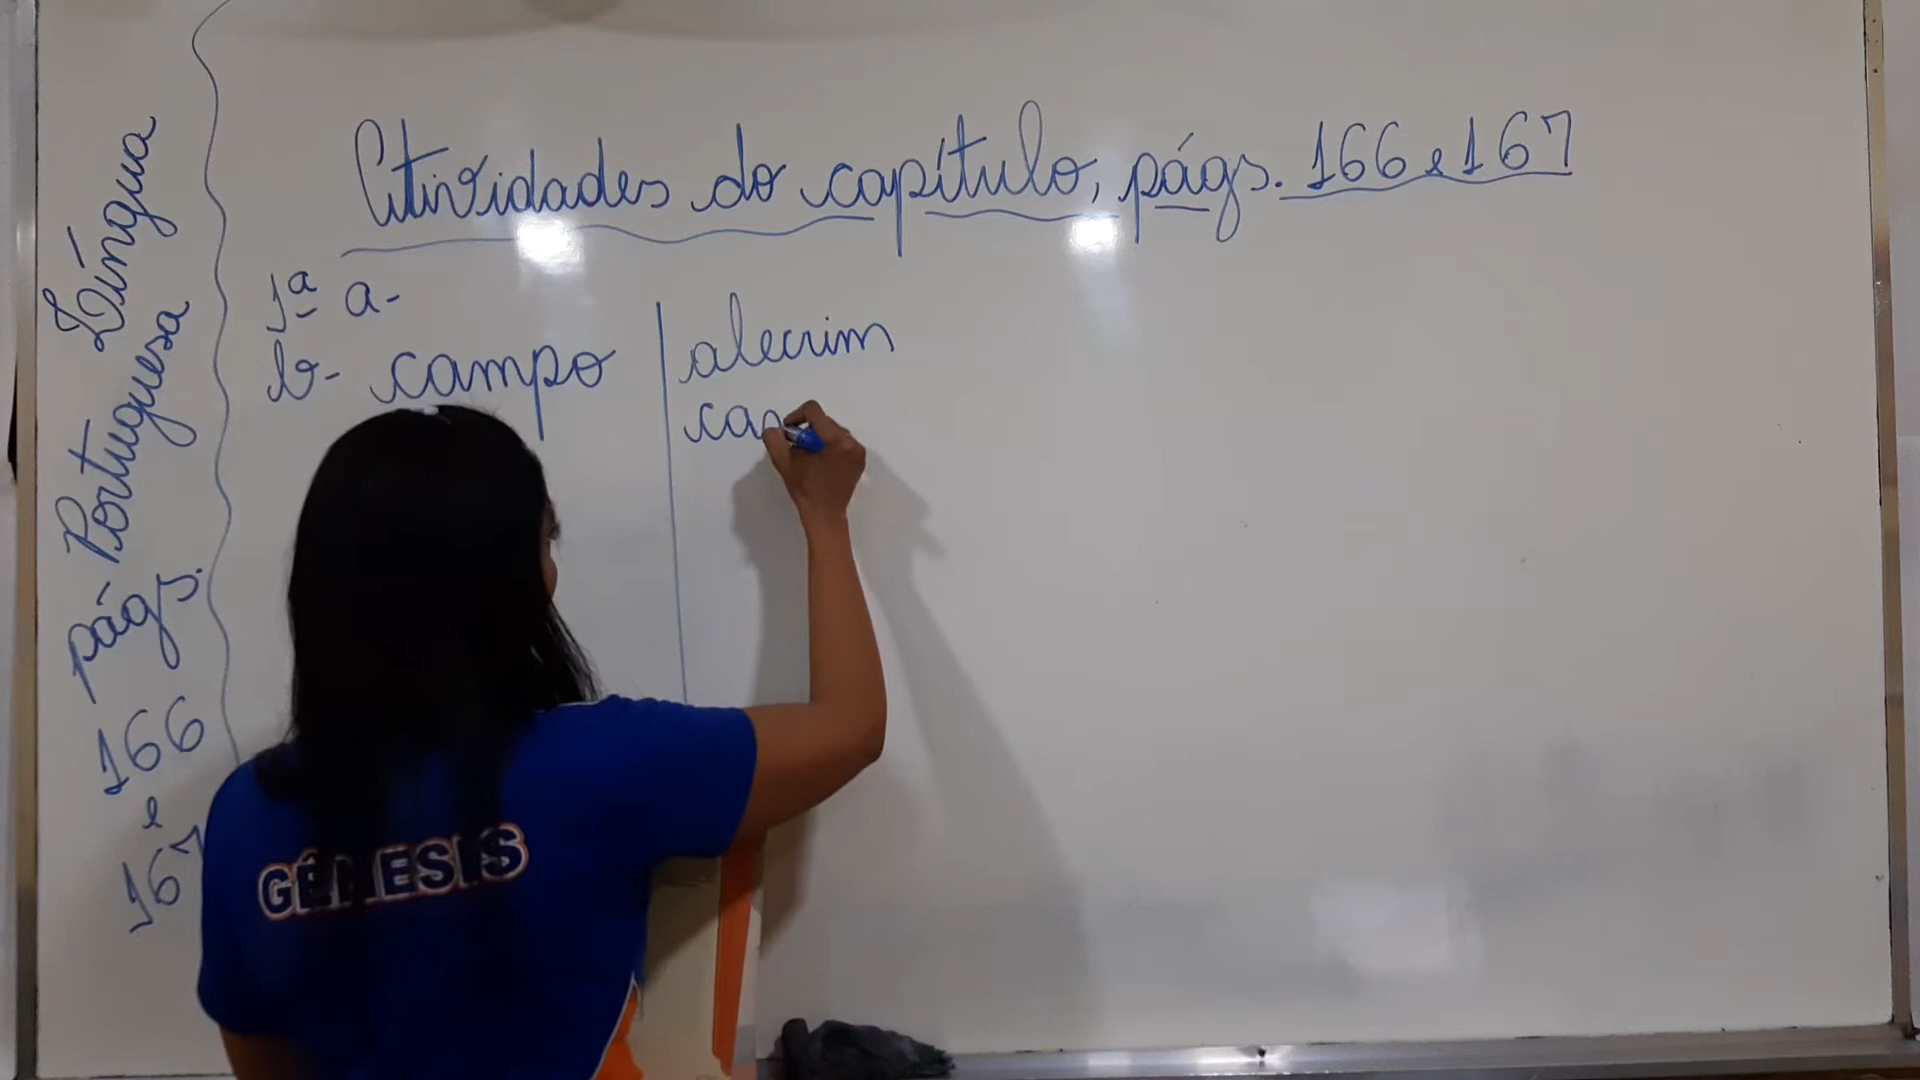 Língua
Portuguesa
págs.
166
e
167
Atividades do capítulo, págs. 166 e 167
1ª a-
b- campo
alecrim
GÊNESIS